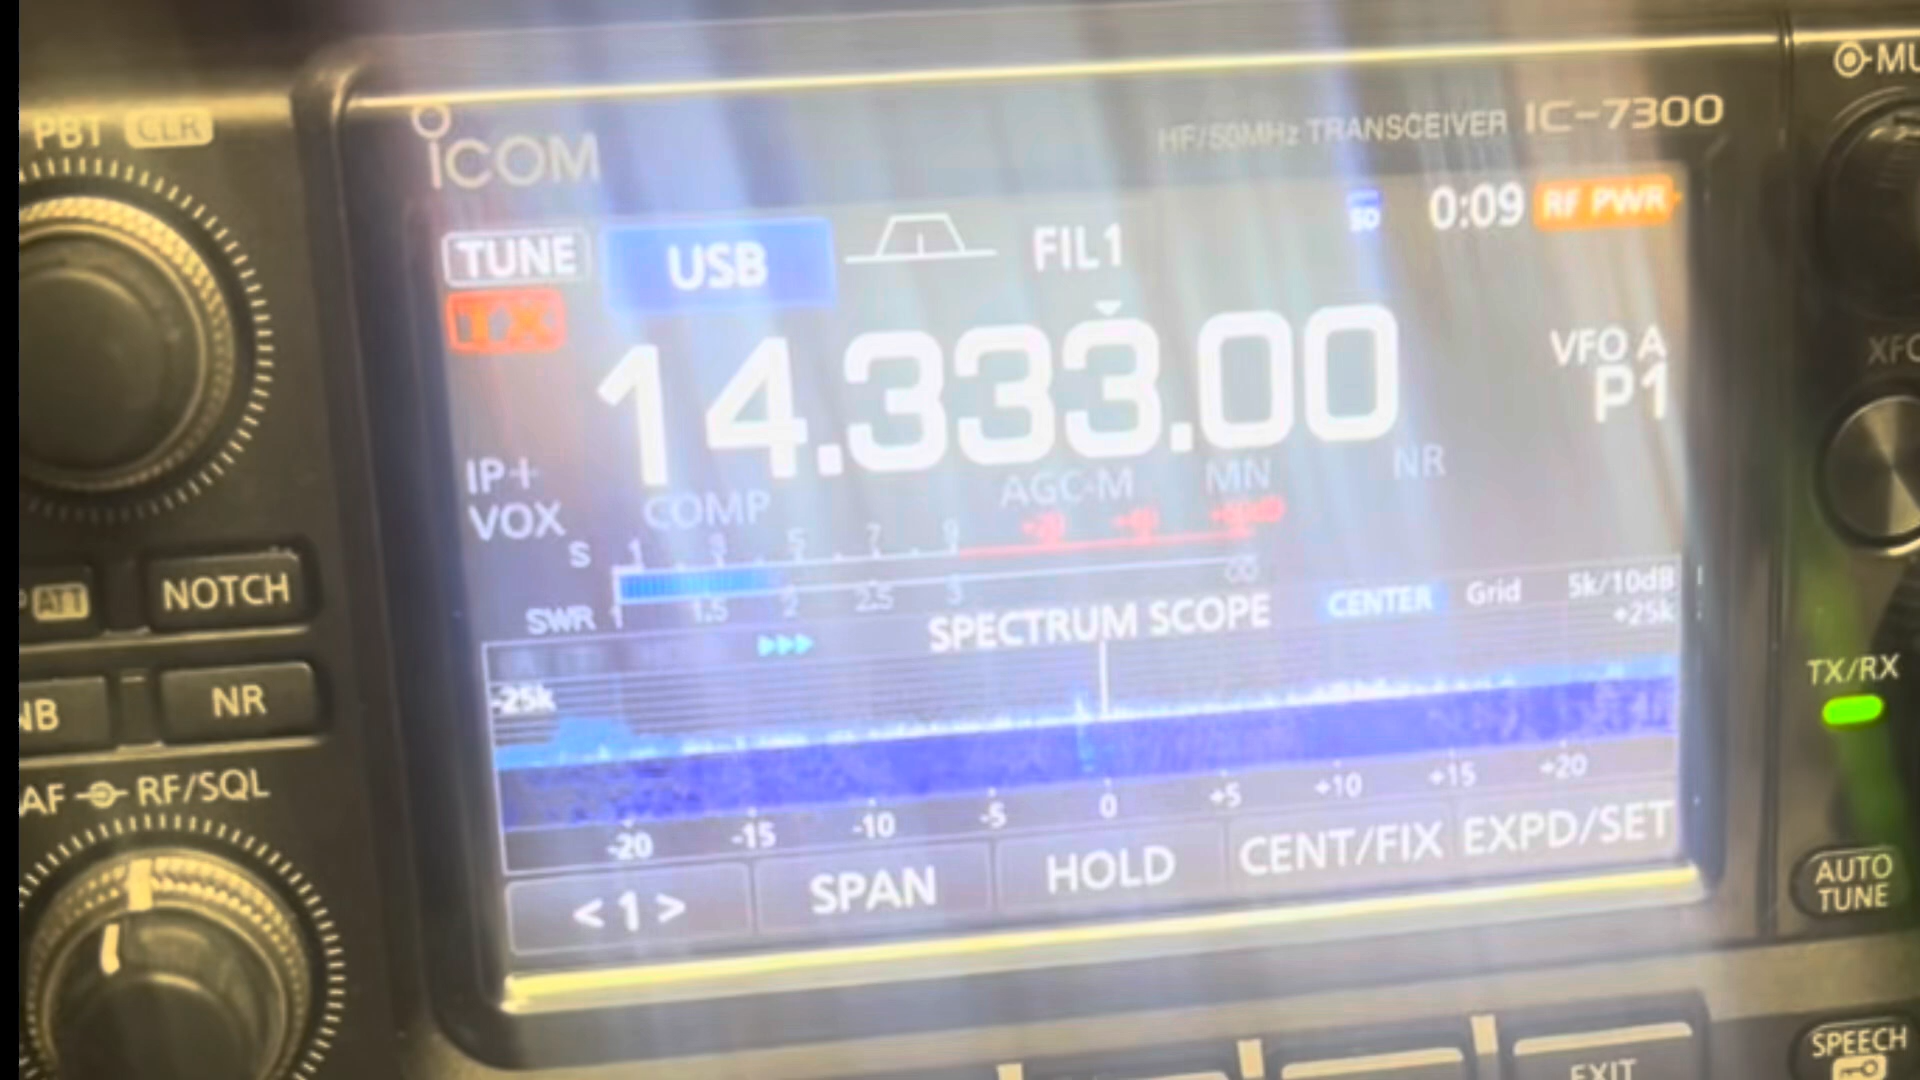 PBT CLR
ICOM
HF/50MHz TRANSCEIVER IC-7300
TUNE USB FIL1 SD 0:09 RF PWR
TX
14.333.00
VFO A
P1
IP+
VOX COMP AGC-M MN NR
S 1 3 5 7 9
SWR 1 1.5 2 2.5 3 ∞
SPECTRUM SCOPE CENTER Grid 5k/10dB
-25k +25k
-20 -15 -10 -5 0 +5 +10 +15 +20
< 1 > SPAN HOLD CENT/FIX EXPD/SET
ATT NOTCH
NB NR
AF RF/SQL
TX/RX
AUTO
TUNE
SPEECH
EXIT